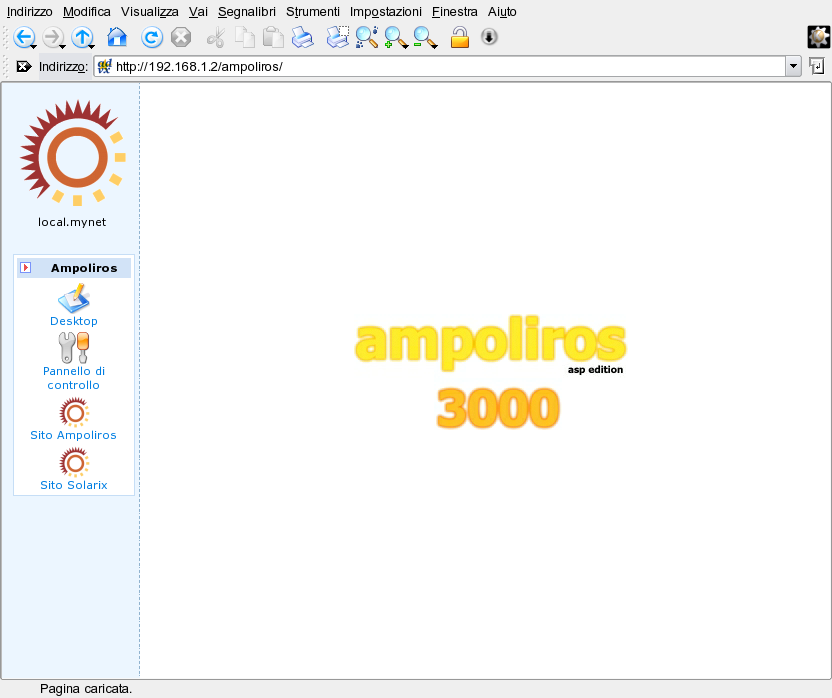 Indirizzo Modifica Visualizza Vai Segnalibri Strumenti Impostazioni Finestra Aiuto
Indirizzo: http://192.168.1.2/ampoliros/
local.mynet
Ampoliros
Desktop
Pannello di
controllo
Sito Ampoliros
Sito Solarix
ampoliros
asp edition
3000
Pagina caricata.